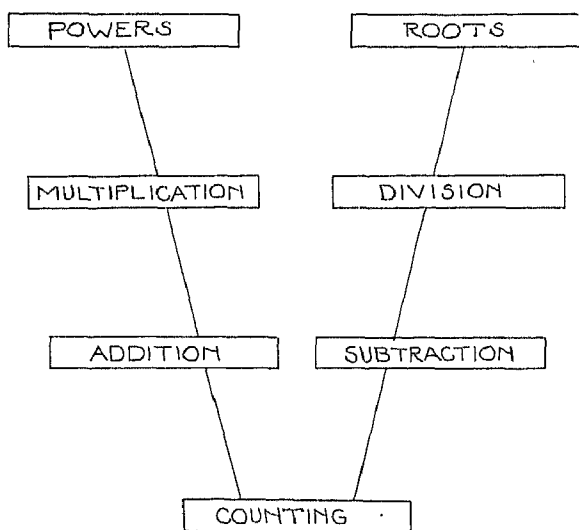 POWERS
ROOTS
MULTIPLICATION
DIVISION
ADDITION
SUBTRACTION
COUNTING